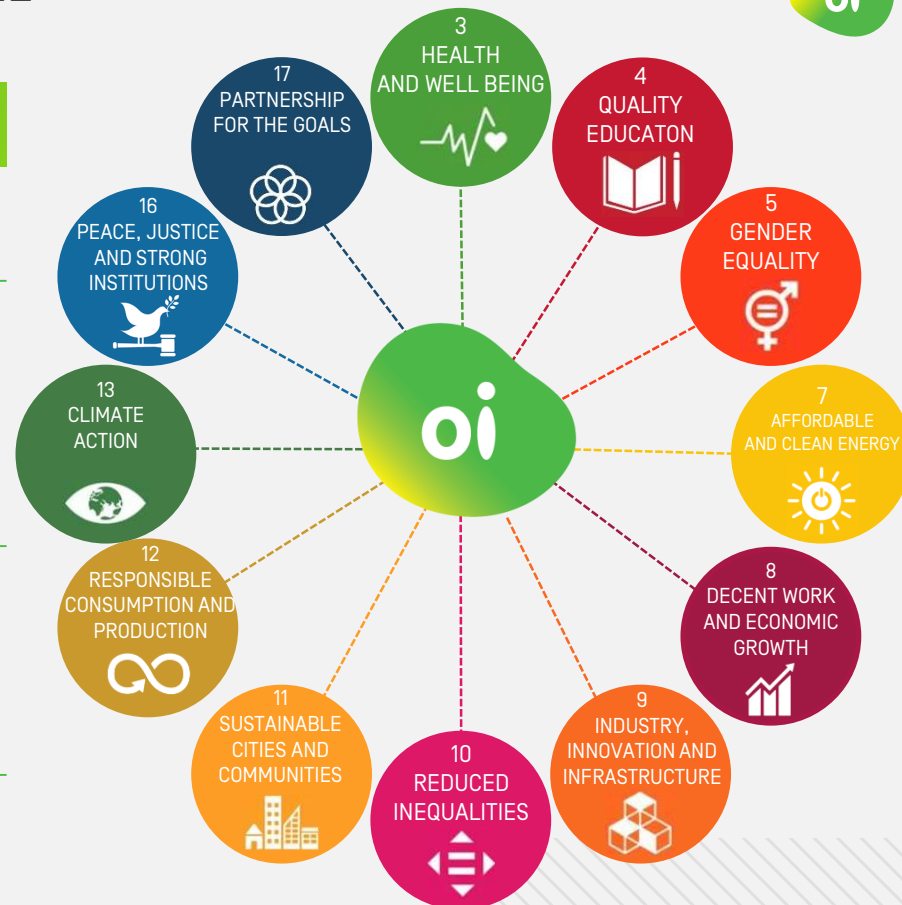 oi
3
HEALTH
AND WELL BEING
4
QUALITY
EDUCATON
5
GENDER
EQUALITY
7
AFFORDABLE
AND CLEAN ENERGY
8
DECENT WORK
AND ECONOMIC
GROWTH
9
INDUSTRY,
INNOVATION AND
INFRASTRUCTURE
10
REDUCED
INEQUALITIES
11
SUSTAINABLE
CITIES AND
COMMUNITIES
12
RESPONSIBLE
CONSUMPTION AND
PRODUCTION
13
CLIMATE
ACTION
16
PEACE, JUSTICE
AND STRONG
INSTITUTIONS
17
PARTNERSHIP
FOR THE GOALS
oi